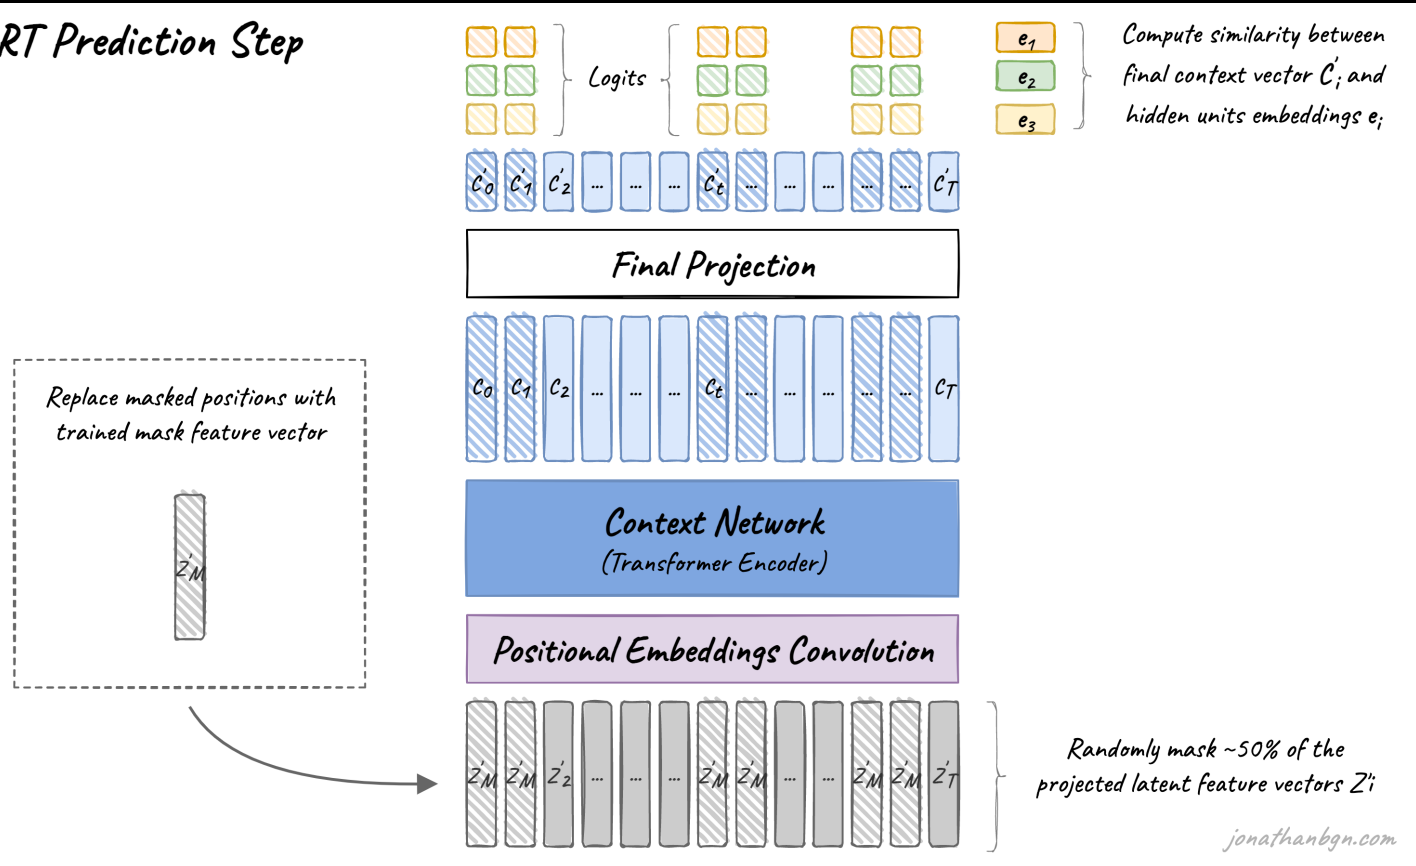 RT Prediction Step
Logits
e1
e2
e3
Compute similarity between
final context vector C'i and
hidden units embeddings ei
C'0 C'1 C'2 ... ... ... C't ... ... ... ... ... C'T
Final Projection
C0 C1 C2 ... ... ... Ct ... ... ... ... ... CT
Replace masked positions with
trained mask feature vector
Z'M
Context Network
(Transformer Encoder)
Positional Embeddings Convolution
Z'M Z'M Z'2 ... ... ... Z'M Z'M ... ... Z'M Z'M Z'T
Randomly mask ~50% of the
projected latent feature vectors Z'i
jonathanbgn.com